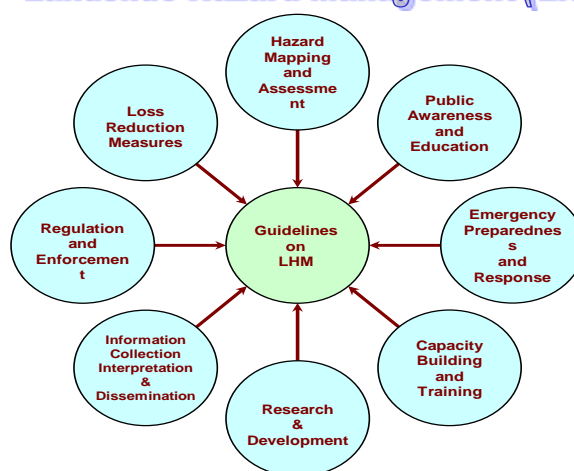 Hazard
Mapping
and
Assessme
nt
Public
Awareness
and
Education
Emergency
Preparednes
s
and
Response
Capacity
Building
and
Training
Research
&
Development
Information
Collection
Interpretation
&
Dissemination
Regulation
and
Enforcemen
t
Loss
Reduction
Measures
Guidelines
on
LHM